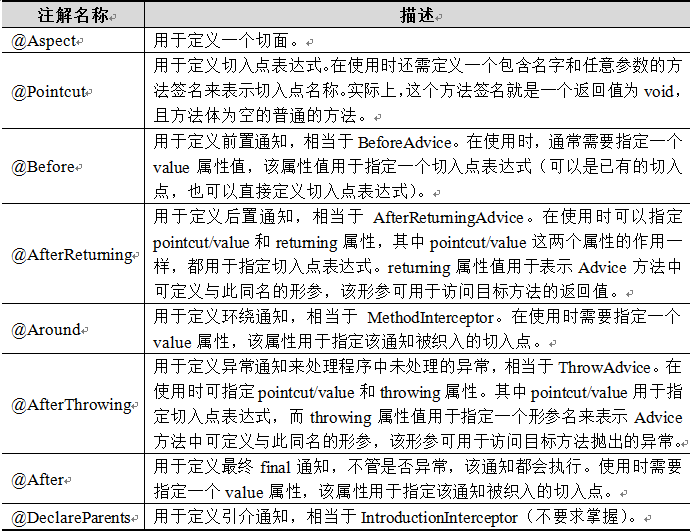 注解名称 描述
@Aspect 用于定义一个切面。
用于定义切入点表达式。在使用时还需定义一个包含名字和任意参数的方
@Pointcut 法签名来表示切入点名称。实际上，这个方法签名就是一个返回值为 void，
且方法体为空的普通的方法。
用于定义前置通知，相当于 BeforeAdvice。在使用时，通常需要指定一个
@Before value 属性值，该属性值用于指定一个切入点表达式（可以是已有的切入
点，也可以直接定义切入点表达式）。
用于定义后置通知，相当于 AfterReturningAdvice。在使用时可以指定
pointcut/value 和 returning 属性，其中 pointcut/value 这两个属性的作用一
@AfterReturning 样，都用于指定切入点表达式。returning 属性值用于表示 Advice 方法中
可定义与此同名的形参，该形参可用于访问目标方法的返回值。
用于定义环绕通知，相当于 MethodInterceptor。在使用时需要指定一个
@Around value 属性，该属性用于指定该通知被织入的切入点。
用于定义异常通知来处理程序中未处理的异常，相当于 ThrowAdvice。在
使用时可指定 pointcut/value 和 throwing 属性。其中 pointcut/value 用于指
@AfterThrowing 定切入点表达式，而 throwing 属性值用于指定一个形参名来表示 Advice
方法中可定义与此同名的形参，该形参可用于访问目标方法抛出的异常。
@After 用于定义最终 final 通知，不管是否异常，该通知都会执行。使用时需要
指定一个 value 属性，该属性用于指定该通知被织入的切入点。
@DeclareParents 用于定义引介通知，相当于 IntroductionInterceptor（不要求掌握）。